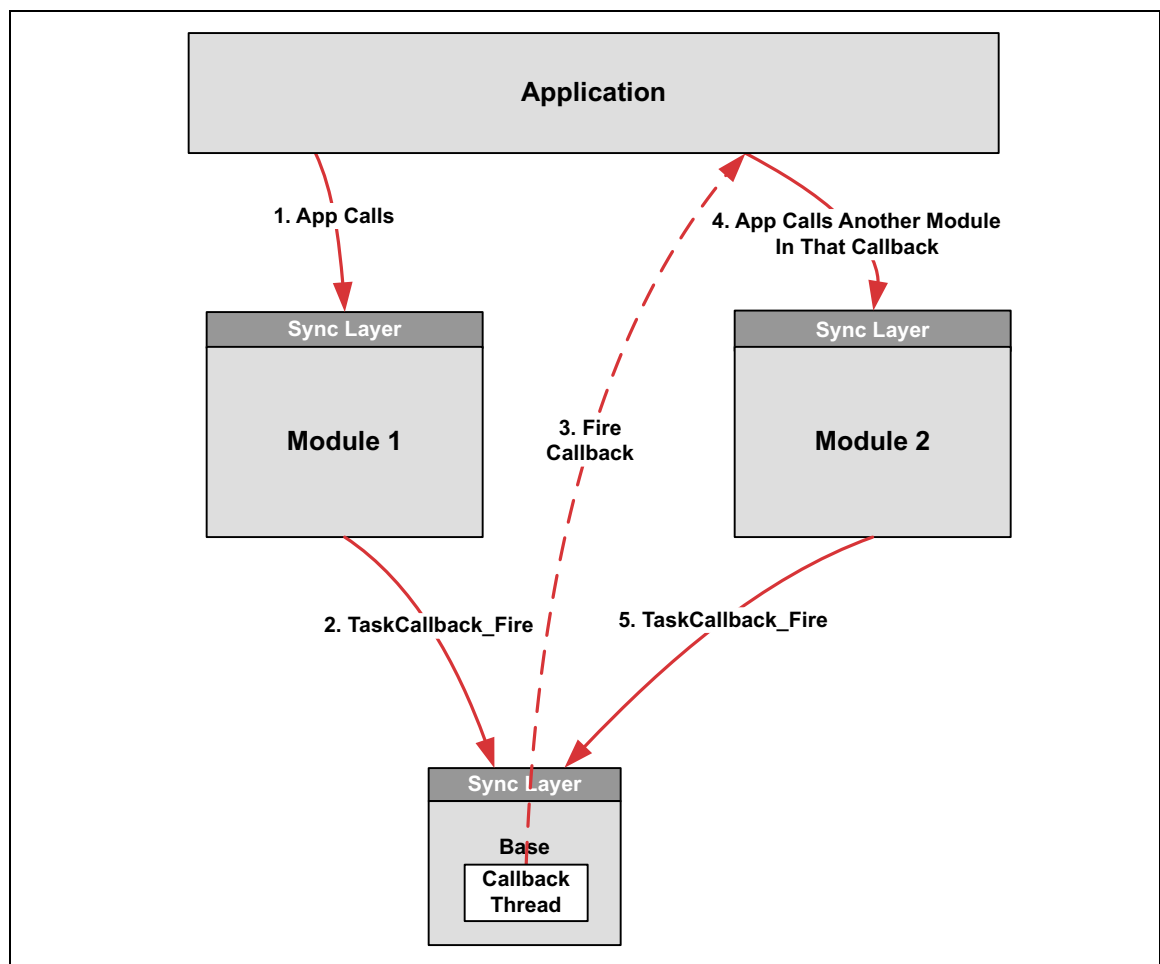 Application
1. App Calls
4. App Calls Another Module
In That Callback
Sync Layer
Sync Layer
Module 1
3. Fire
Callback
Module 2
2. TaskCallback_Fire
5. TaskCallback_Fire
Sync Layer
Base
Callback
Thread